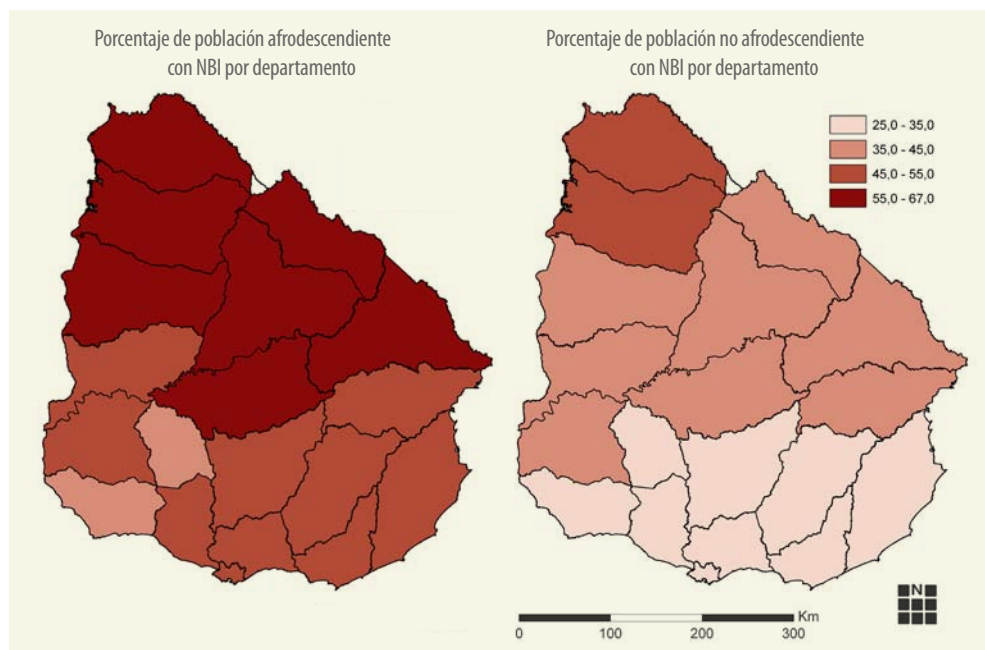 Porcentaje de población afrodescendiente
con NBI por departamento
Porcentaje de población no afrodescendiente
con NBI por departamento
25,0 - 35,0
35,0 - 45,0
45,0 - 55,0
55,0 - 67,0
N
Km
0 100 200 300